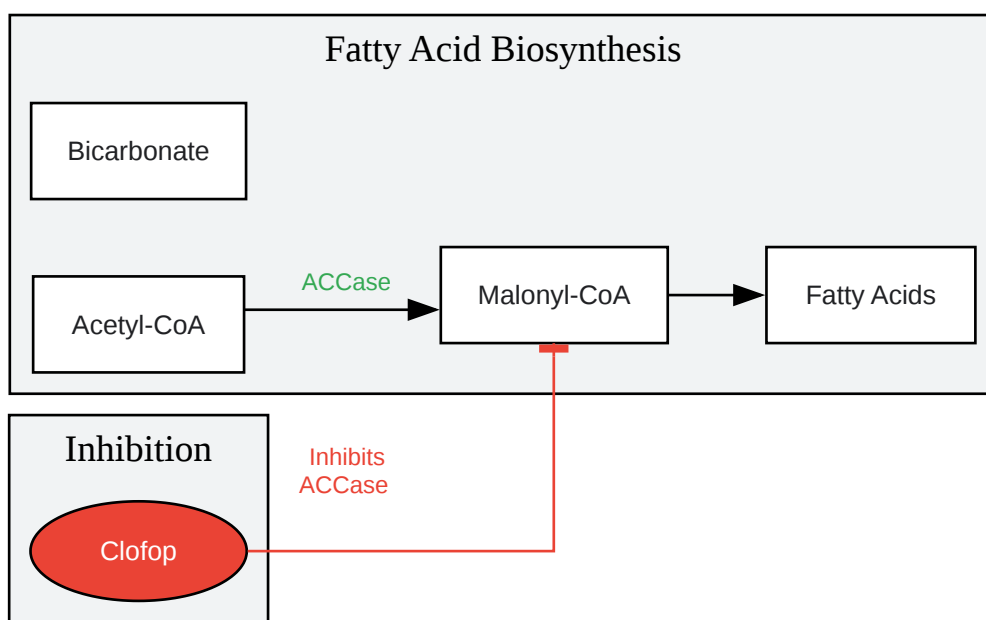 Fatty Acid Biosynthesis
Bicarbonate
ACCase
Acetyl-CoA
Malonyl-CoA
Fatty Acids
Inhibition
Inhibits
ACCase
Clofop